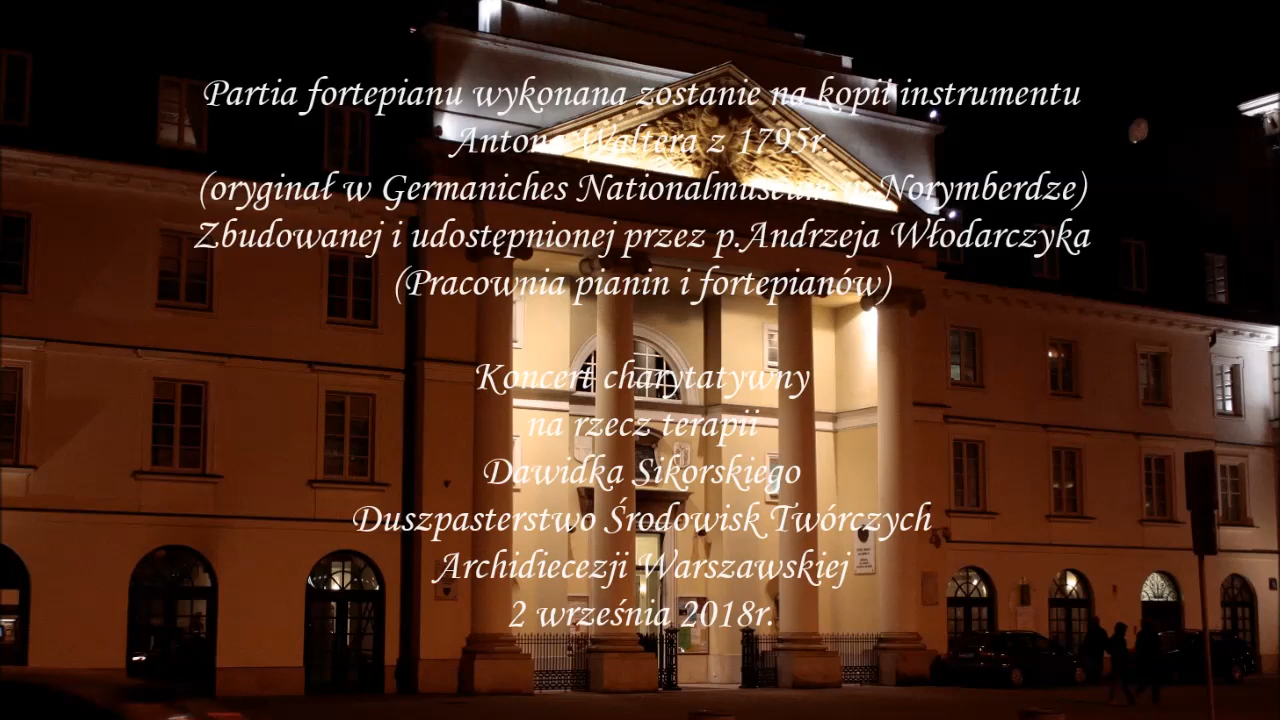 Partia fortepianu wykonana zostanie na kopii instrumentu
Antona Waltera z 1795r.
(oryginał w Germaniches Nationalmuseum w Norymberdze)
Zbudowanej i udostępnionej przez p.Andrzeja Włodarczyka
(Pracownia pianin i fortepianów)
Koncert charytatywny
na rzecz terapii
Dawidka Sikorskiego
Duszpasterstwo Środowisk Twórczych
Archidiecezji Warszawskiej
2 września 2018r.